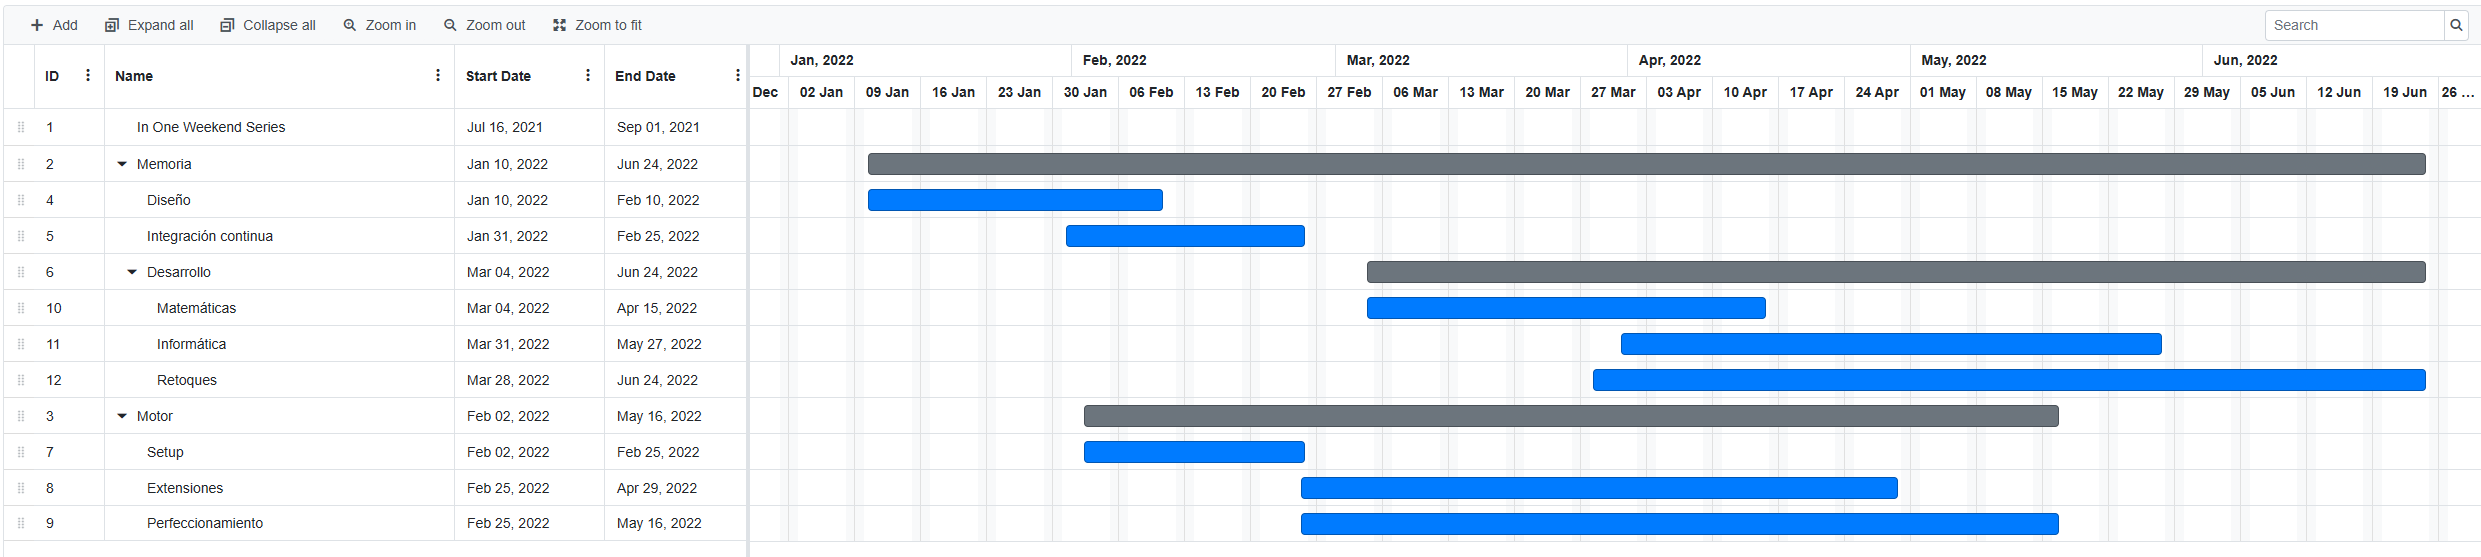 Add Expand all Collapse all Zoom in Zoom out Zoom to fit Search
ID Name Start Date End Date
Jan, 2022 Feb, 2022 Mar, 2022 Apr, 2022 May, 2022 Jun, 2022
Dec 02 Jan 09 Jan 16 Jan 23 Jan 30 Jan 06 Feb 13 Feb 20 Feb 27 Feb 06 Mar 13 Mar 20 Mar 27 Mar 03 Apr 10 Apr 17 Apr 24 Apr 01 May 08 May 15 May 22 May 29 May 05 Jun 12 Jun 19 Jun 26 ...
1 In One Weekend Series Jul 16, 2021 Sep 01, 2021
2 Memoria Jan 10, 2022 Jun 24, 2022
4 Diseño Jan 10, 2022 Feb 10, 2022
5 Integración continua Jan 31, 2022 Feb 25, 2022
6 Desarrollo Mar 04, 2022 Jun 24, 2022
10 Matemáticas Mar 04, 2022 Apr 15, 2022
11 Informática Mar 31, 2022 May 27, 2022
12 Retoques Mar 28, 2022 Jun 24, 2022
3 Motor Feb 02, 2022 May 16, 2022
7 Setup Feb 02, 2022 Feb 25, 2022
8 Extensiones Feb 25, 2022 Apr 29, 2022
9 Perfeccionamiento Feb 25, 2022 May 16, 2022